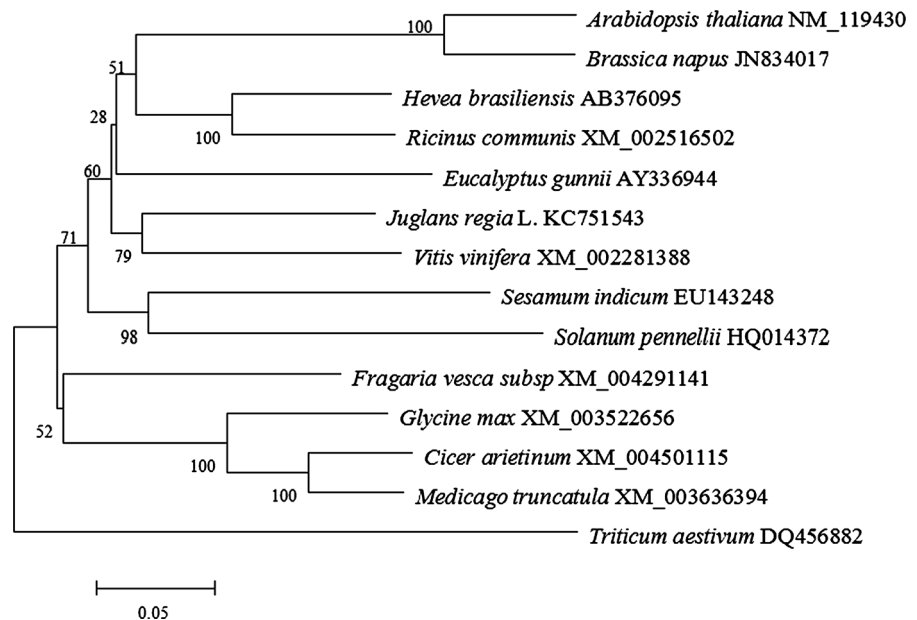 Arabidopsis thaliana NM_119430
100
Brassica napus JN834017
51
Hevea brasiliensis AB376095
28
100
Ricinus communis XM_002516502
60
Eucalyptus gunnii AY336944
Juglans regia L. KC751543
71
79
Vitis vinifera XM_002281388
Sesamum indicum EU143248
98
Solanum pennellii HQ014372
Fragaria vesca subsp XM_004291141
52
Glycine max XM_003522656
100
Cicer arietinum XM_004501115
100
Medicago truncatula XM_003636394
Triticum aestivum DQ456882
0.05